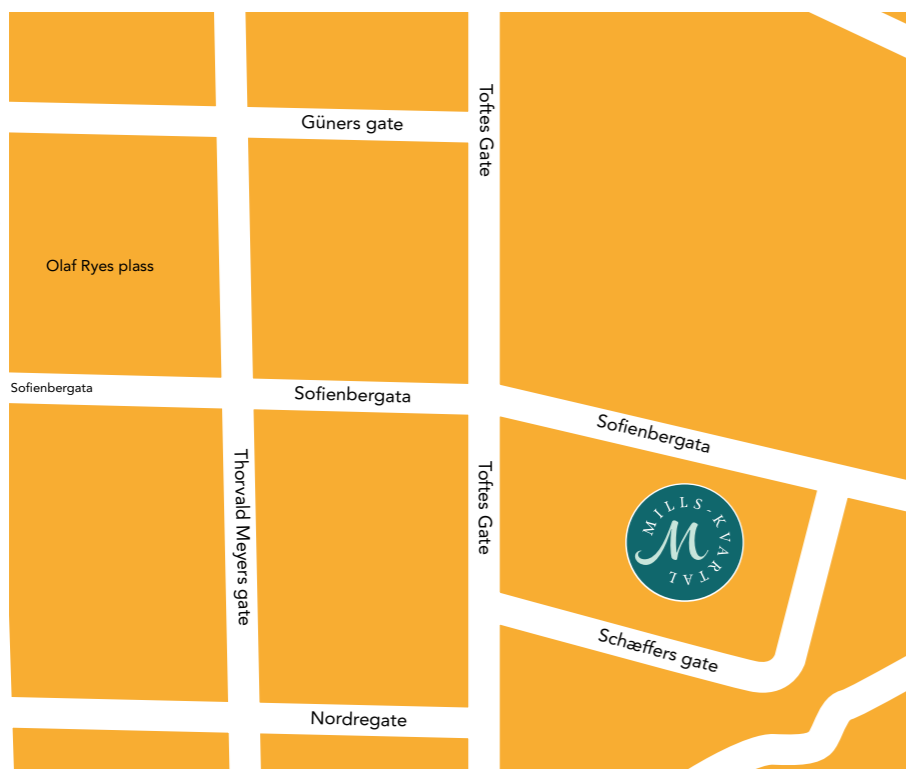 Toftes Gate
Güners gate
Olaf Ryes plass
Sofienbergata
Sofienbergata
Sofienbergata
Thorvald Meyers gate
Toftes Gate
MILLS-KVARTALET
M
Schæffers gate
Nordregate